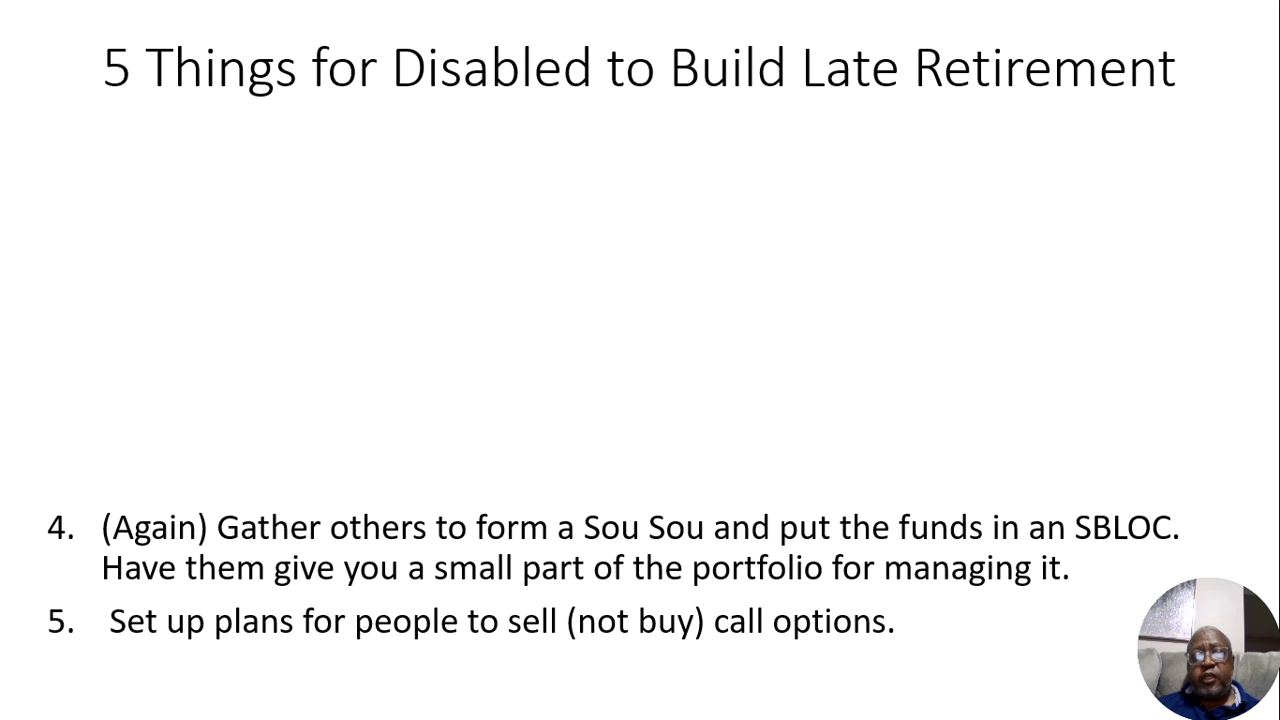 5 Things for Disabled to Build Late Retirement
4. (Again) Gather others to form a Sou Sou and put the funds in an SBLOC.
Have them give you a small part of the portfolio for managing it.
5. Set up plans for people to sell (not buy) call options.